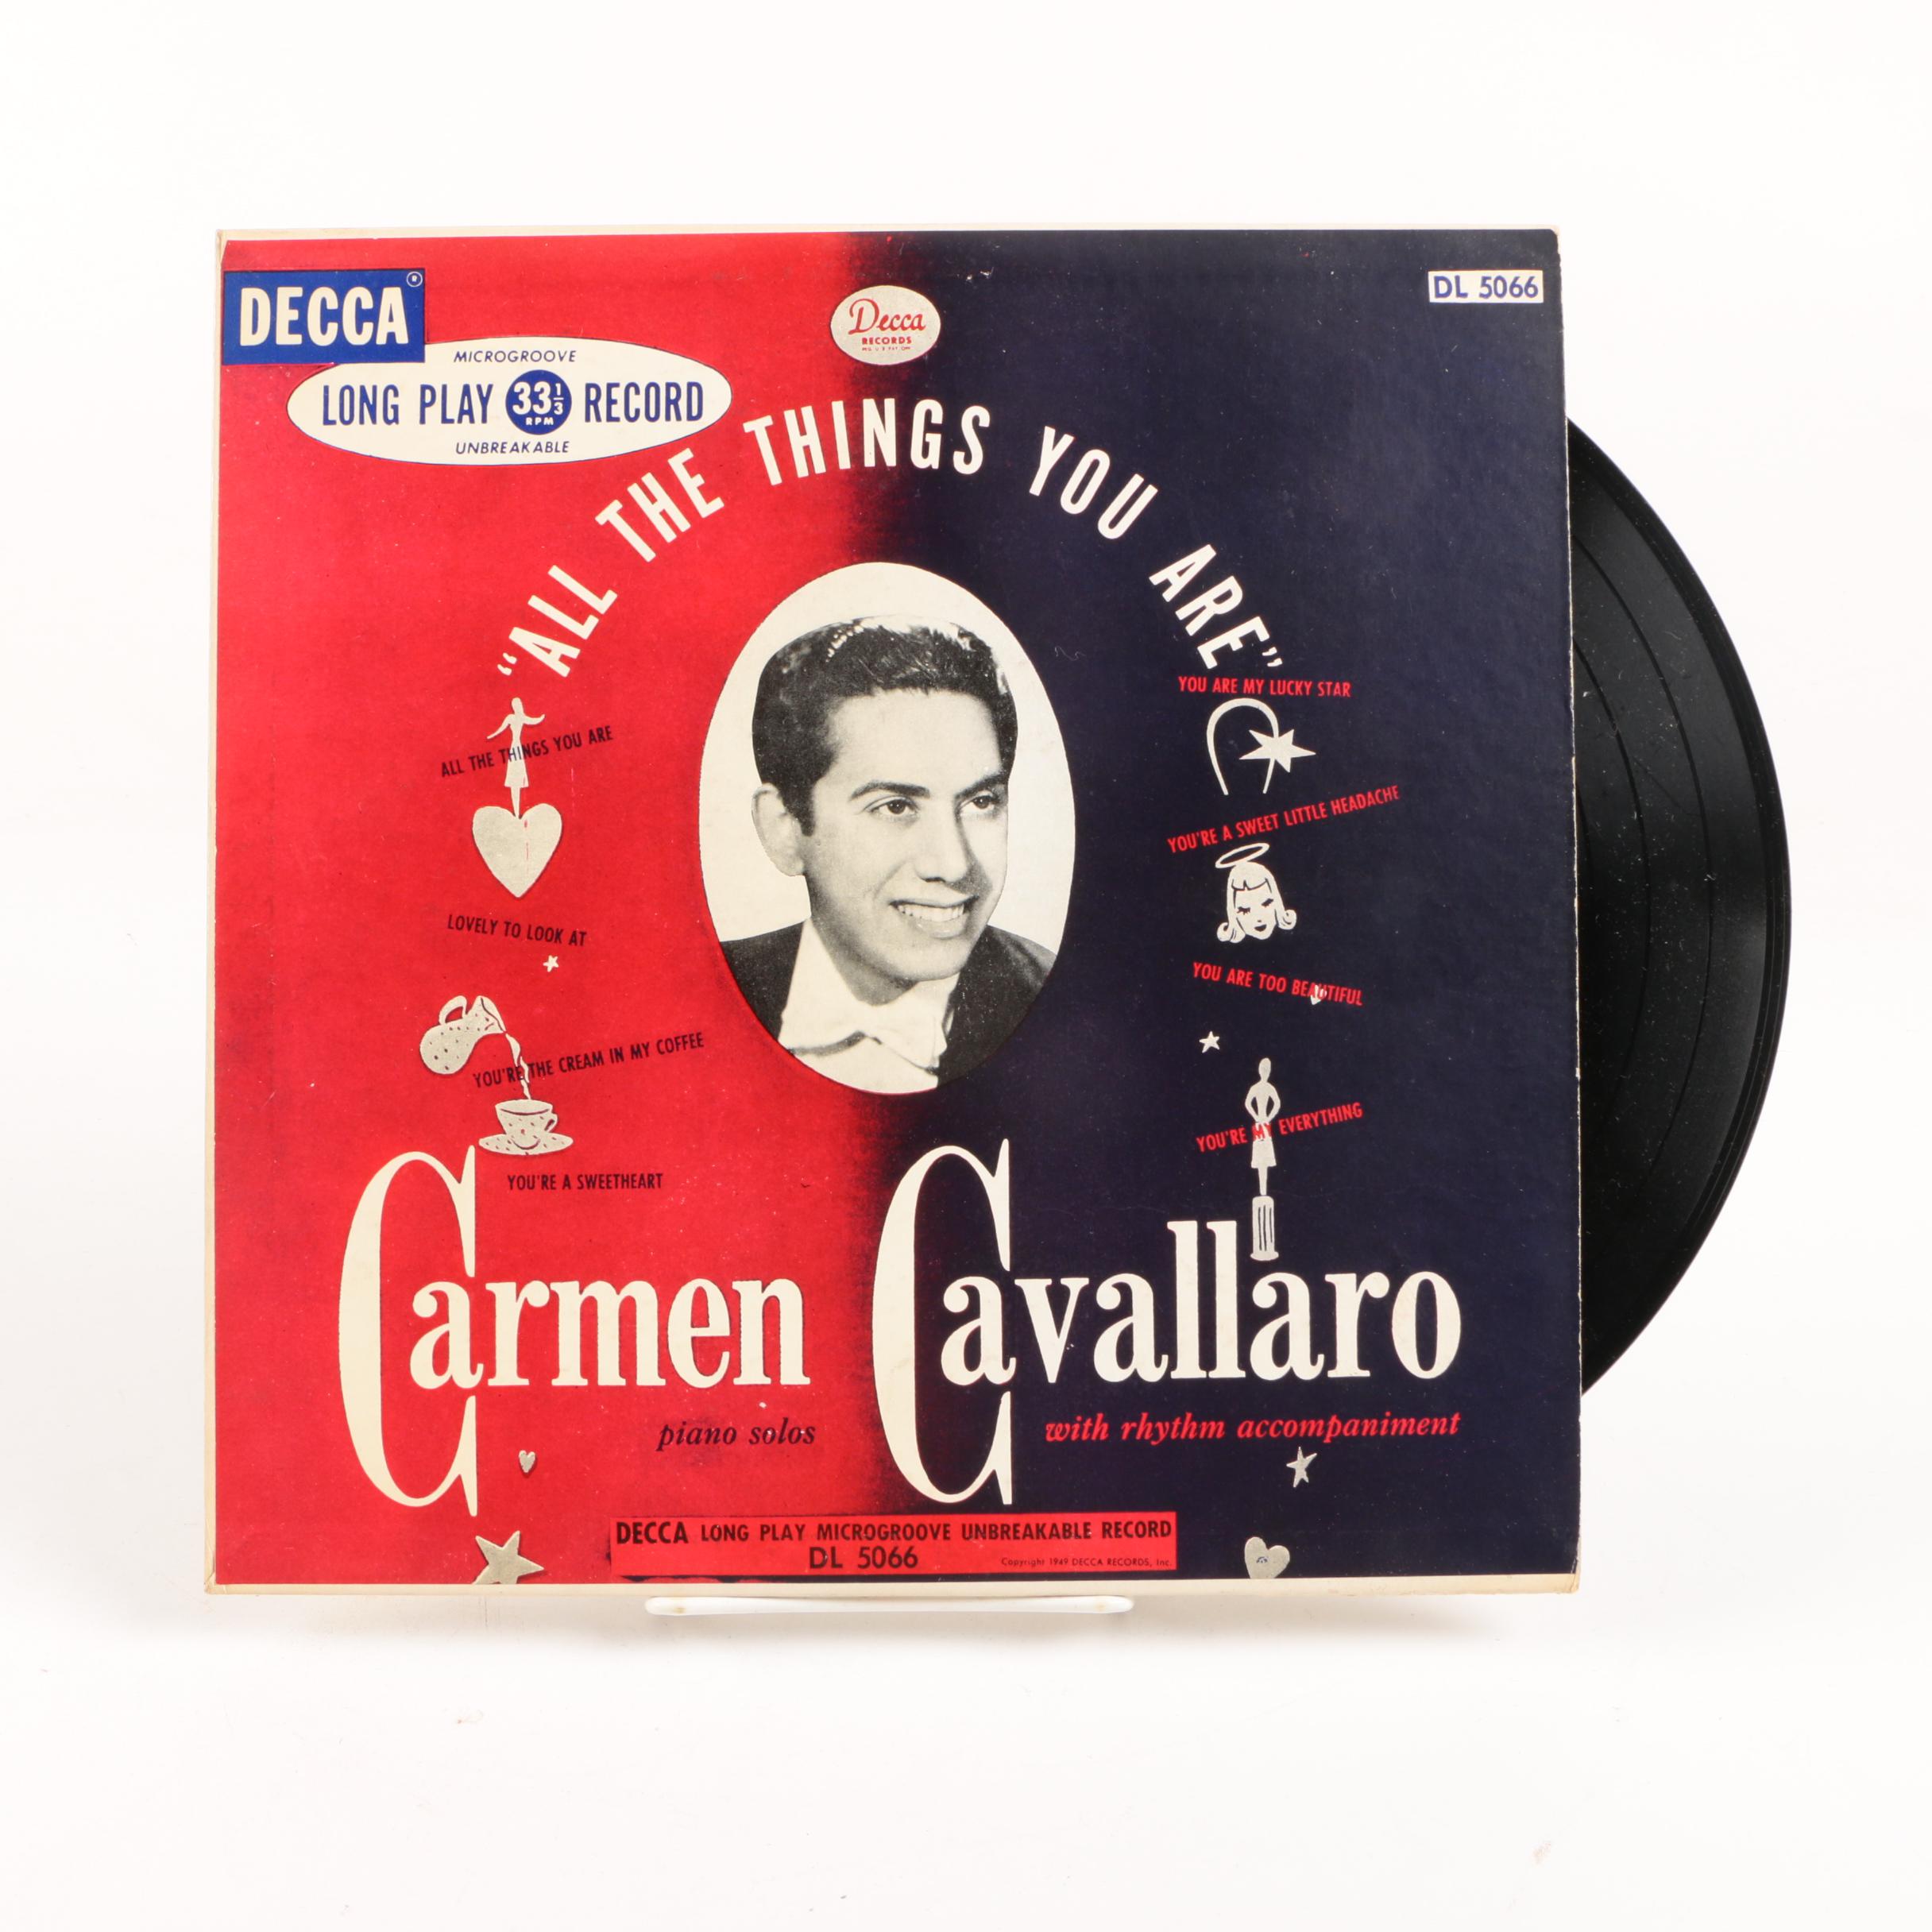 DECCA®
DL 5066
Decca
RECORDS
MICROGROOVE
LONG PLAY 33⅓ RPM RECORD
UNBREAKABLE
"ALL THE THINGS YOU ARE"
ALL THE THINGS YOU ARE
LOVELY TO LOOK AT
YOU'RE THE CREAM IN MY COFFEE
YOU'RE A SWEETHEART
YOU ARE MY LUCKY STAR
YOU'RE A SWEET LITTLE HEADACHE
YOU ARE TOO BEAUTIFUL
YOU'RE MY EVERYTHING
Carmen Cavallaro
piano solos with rhythm accompaniment
DECCA LONG PLAY MICROGROOVE UNBREAKABLE RECORD
DL 5066
Copyright 1949 DECCA RECORDS, Inc.